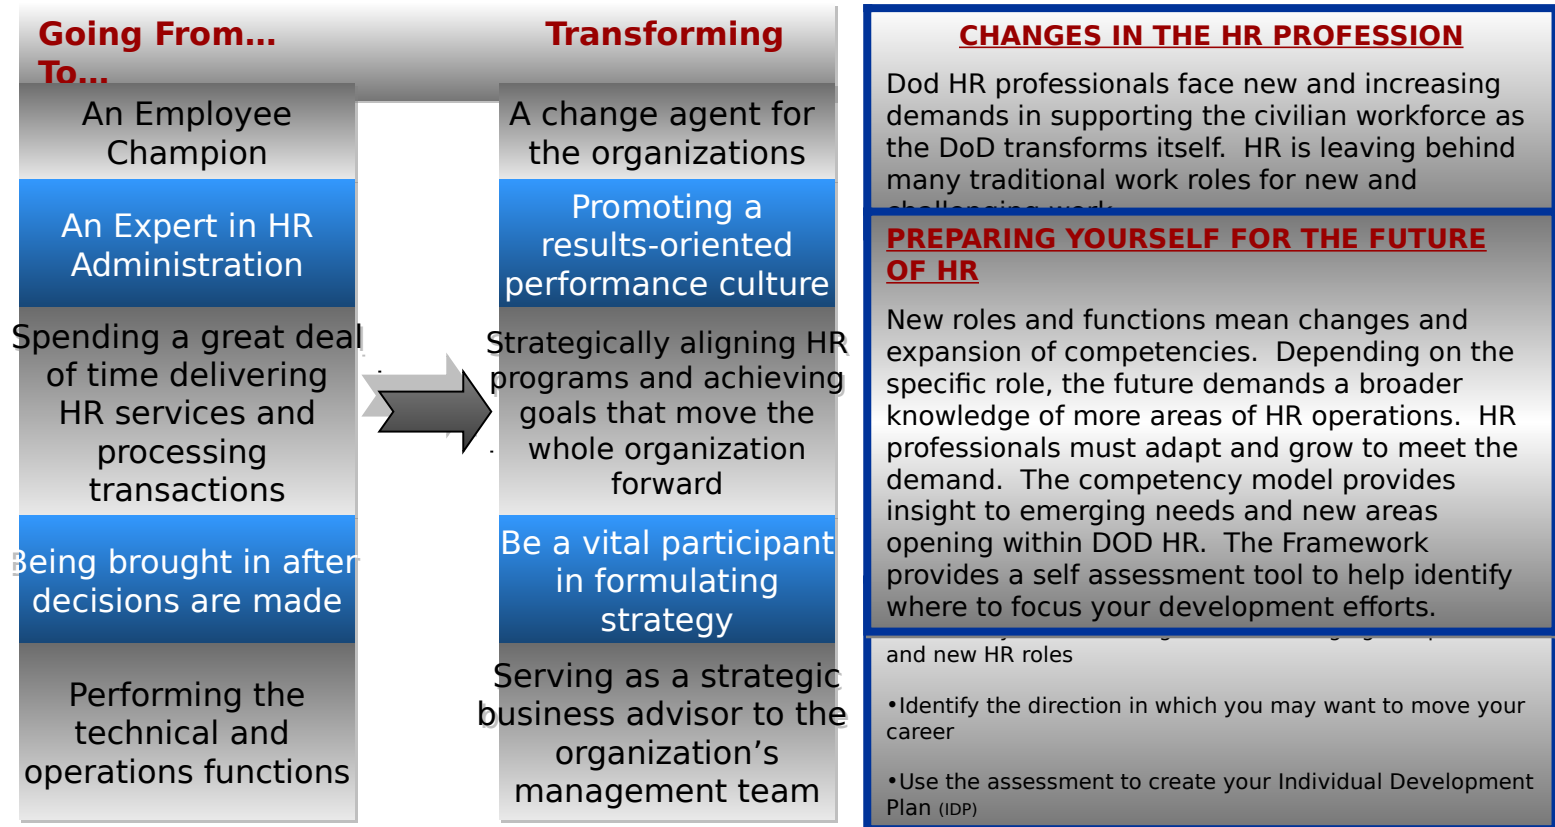 Going From… Transforming
To…
An Employee
Champion
An Expert in HR
Administration
Spending a great deal
of time delivering
HR services and
processing
transactions
Being brought in after
decisions are made
Performing the
technical and
operations functions
A change agent for
the organizations
Promoting a
results-oriented
performance culture
Strategically aligning HR
programs and achieving
goals that move the
whole organization
forward
Be a vital participant
in formulating
strategy
Serving as a strategic
business advisor to the
organization’s
management team
CHANGES IN THE HR PROFESSION
Dod HR professionals face new and increasing
demands in supporting the civilian workforce as
the DoD transforms itself.  HR is leaving behind
many traditional work roles for new and
challenging work
PREPARING YOURSELF FOR THE FUTURE
OF HR
New roles and functions mean changes and
expansion of competencies.  Depending on the
specific role, the future demands a broader
knowledge of more areas of HR operations.  HR
professionals must adapt and grow to meet the
demand.  The competency model provides
insight to emerging needs and new areas
opening within DOD HR.  The Framework
provides a self assessment tool to help identify
where to focus your development efforts.
and new HR roles
•Identify the direction in which you may want to move your
career
•Use the assessment to create your Individual Development
Plan (IDP)